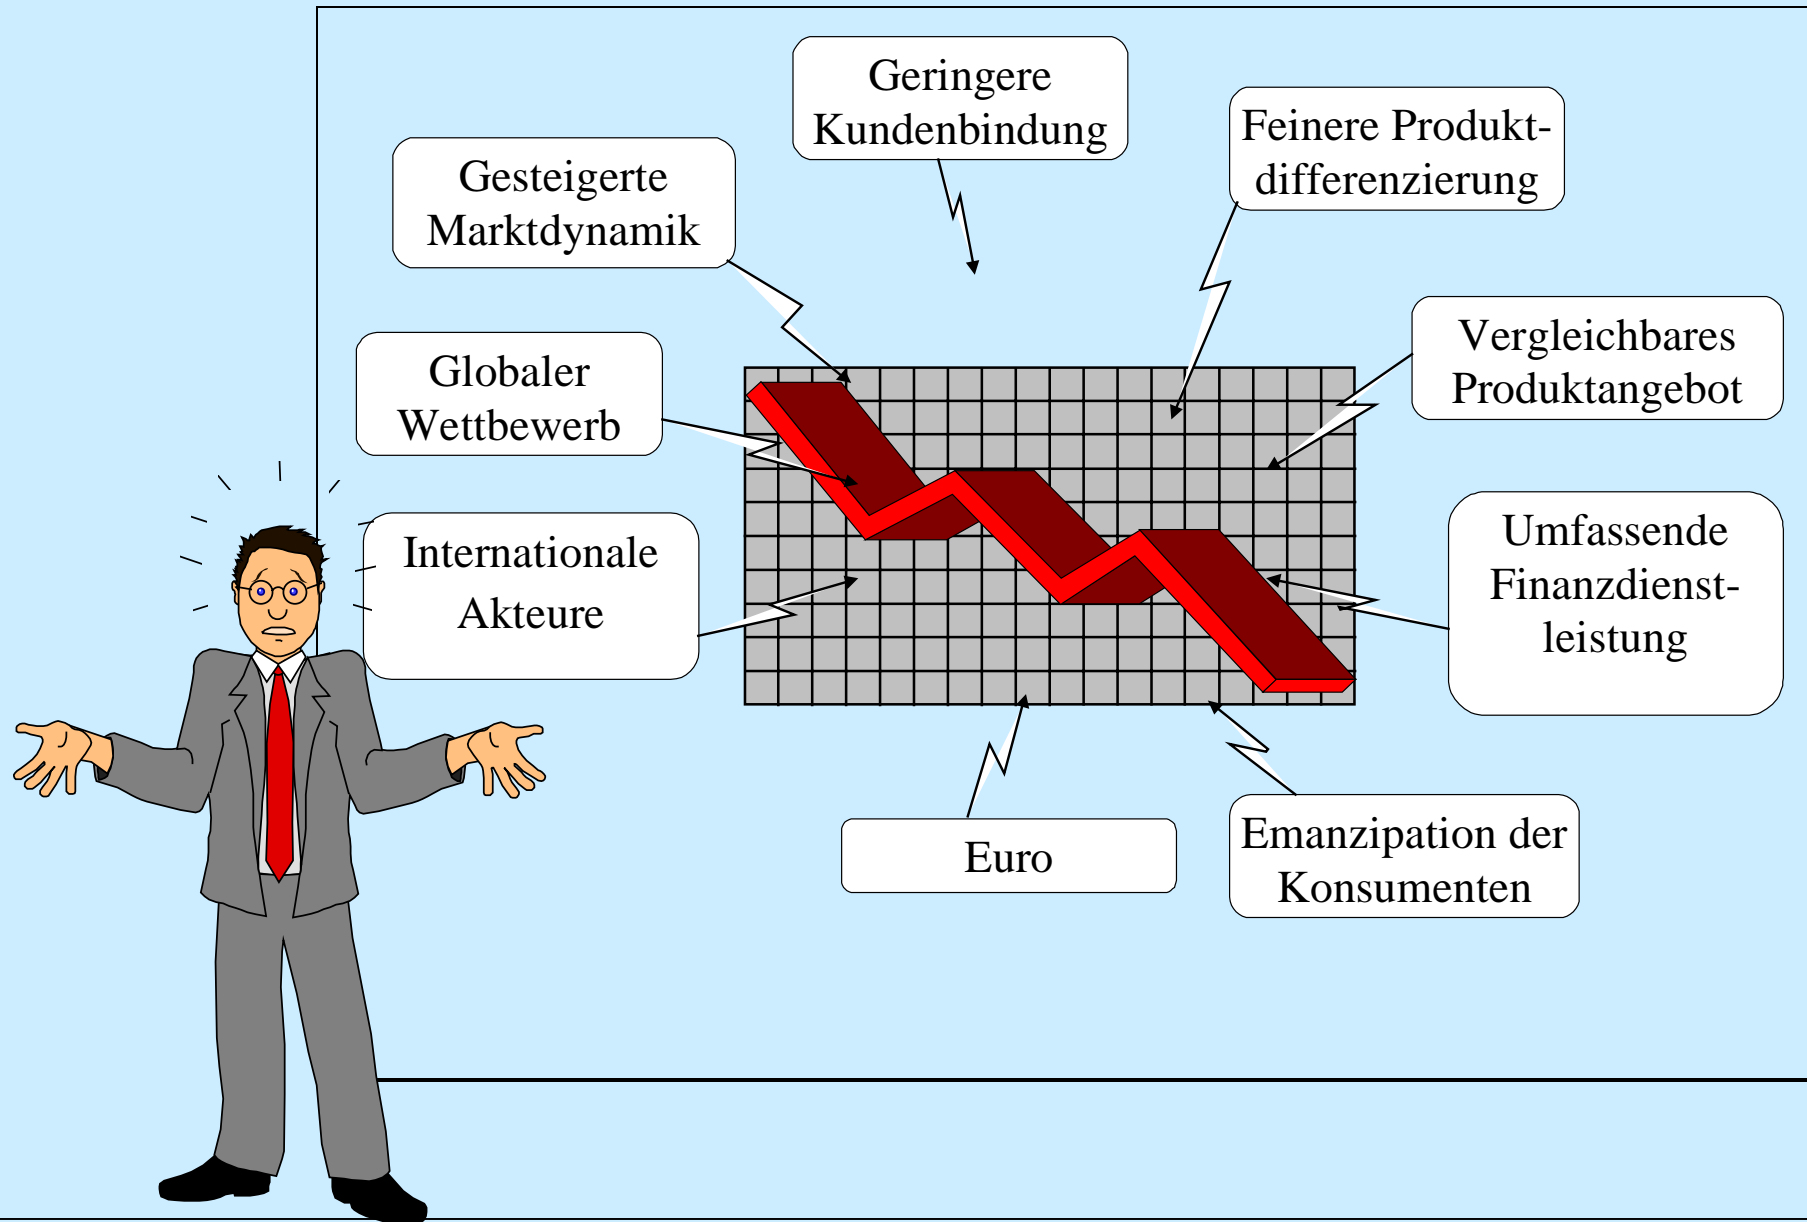 Geringere
Kundenbindung
Feinere Produkt-
differenzierung
Gesteigerte
Marktdynamik
Vergleichbares
Produktangebot
Globaler
Wettbewerb
Umfassende
Finanzdienst-
leistung
Internationale
Akteure
Euro
Emanzipation der
Konsumenten